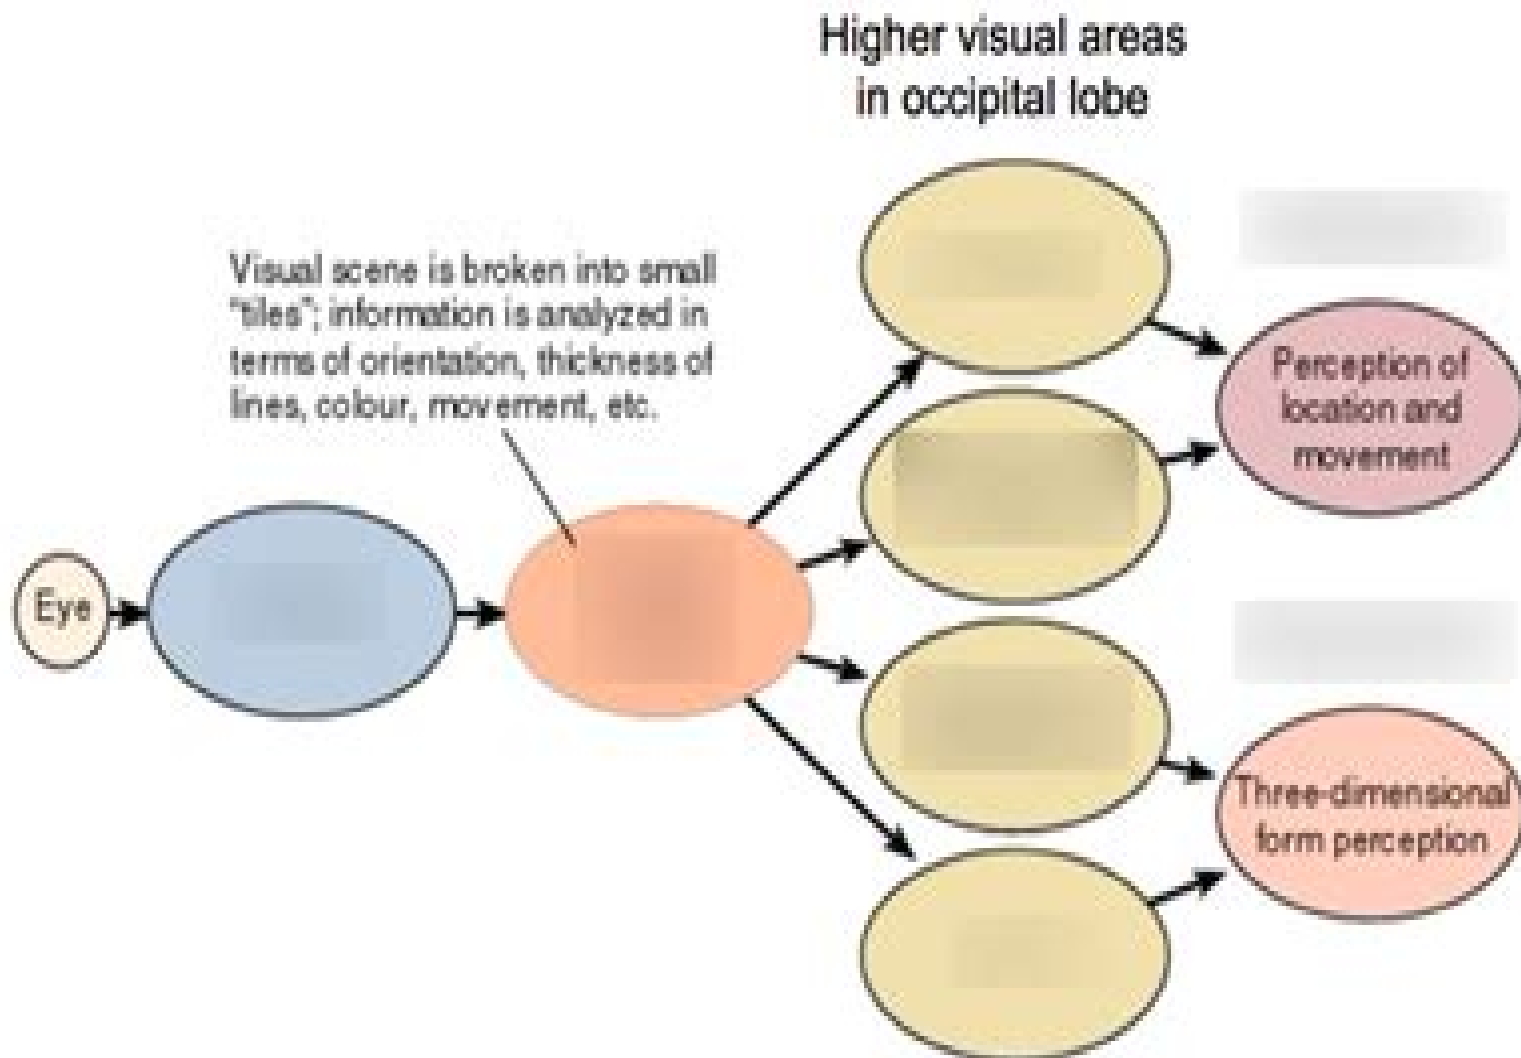 Higher visual areas
in occipital lobe
Visual scene is broken into small
"tiles"; information is analyzed in
terms of orientation, thickness of
lines, colour, movement, etc.
Eye
Perception of
location and
movement
Three-dimensional
form perception